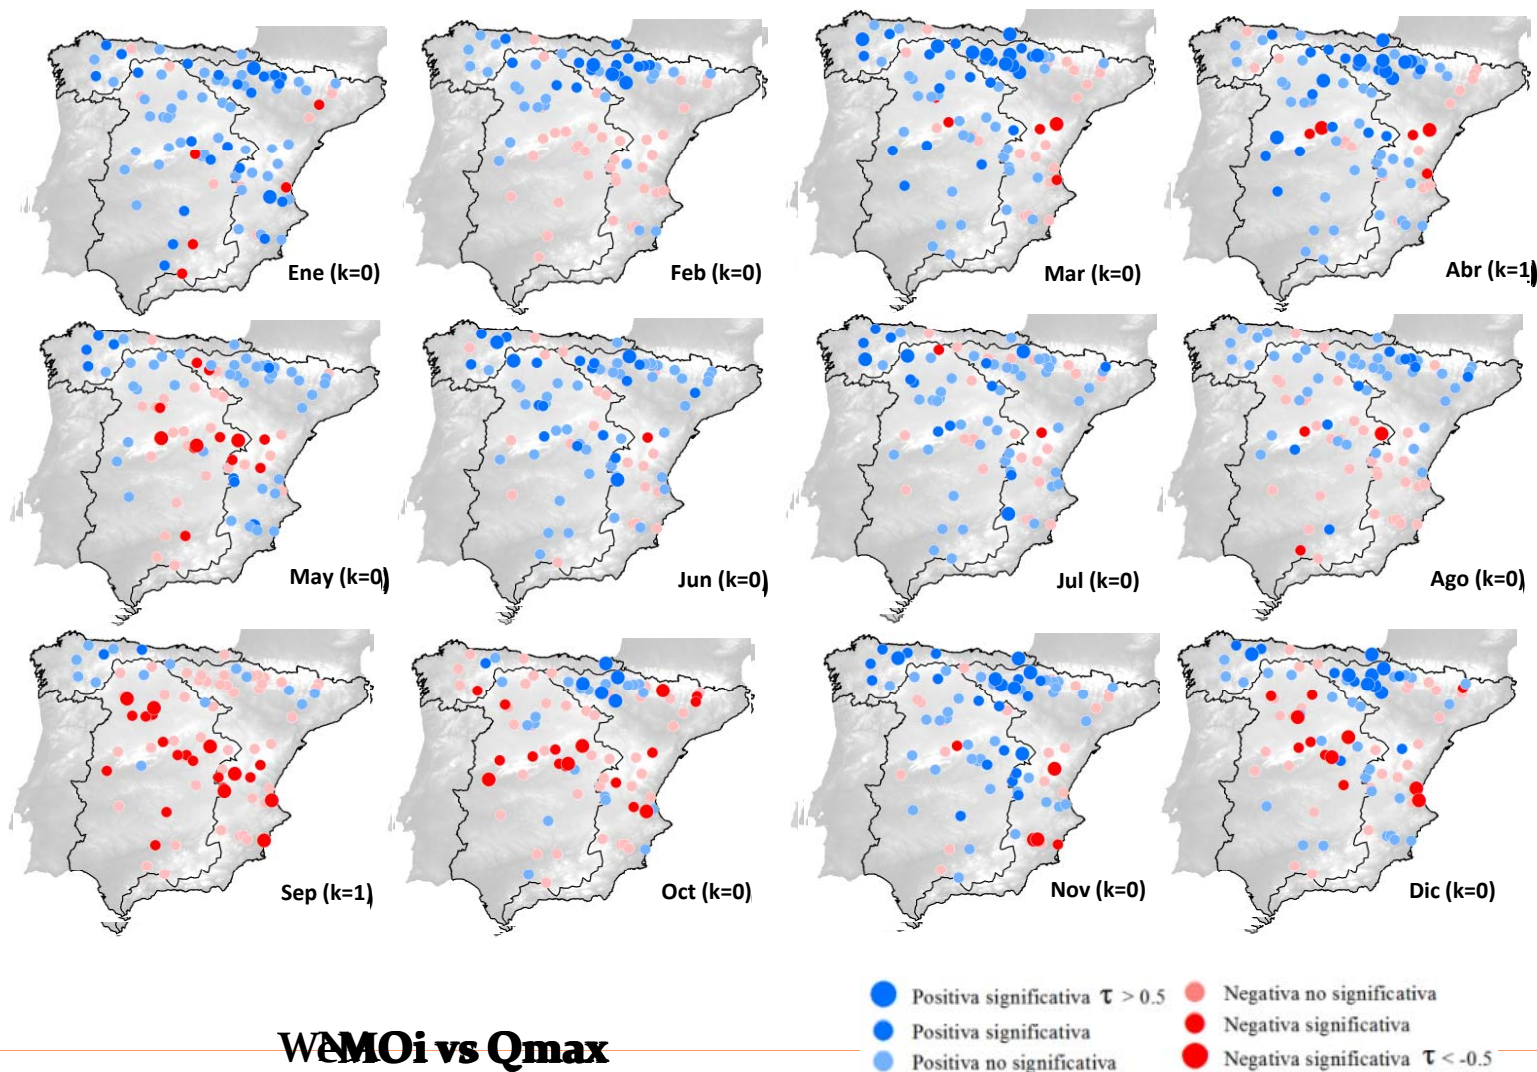 Ene (k=0)
Feb (k=0)
Mar (k=0)
Abr (k=1)
May (k=0)
Jun (k=0)
Jul (k=0)
Ago (k=0)
Sep (k=1)
Oct (k=0)
Nov (k=0)
Dic (k=0)
WeMOi vs Qmax
Positiva significativa τ > 0.5
Positiva significativa
Positiva no significativa
Negativa no significativa
Negativa significativa
Negativa significativa τ < -0.5